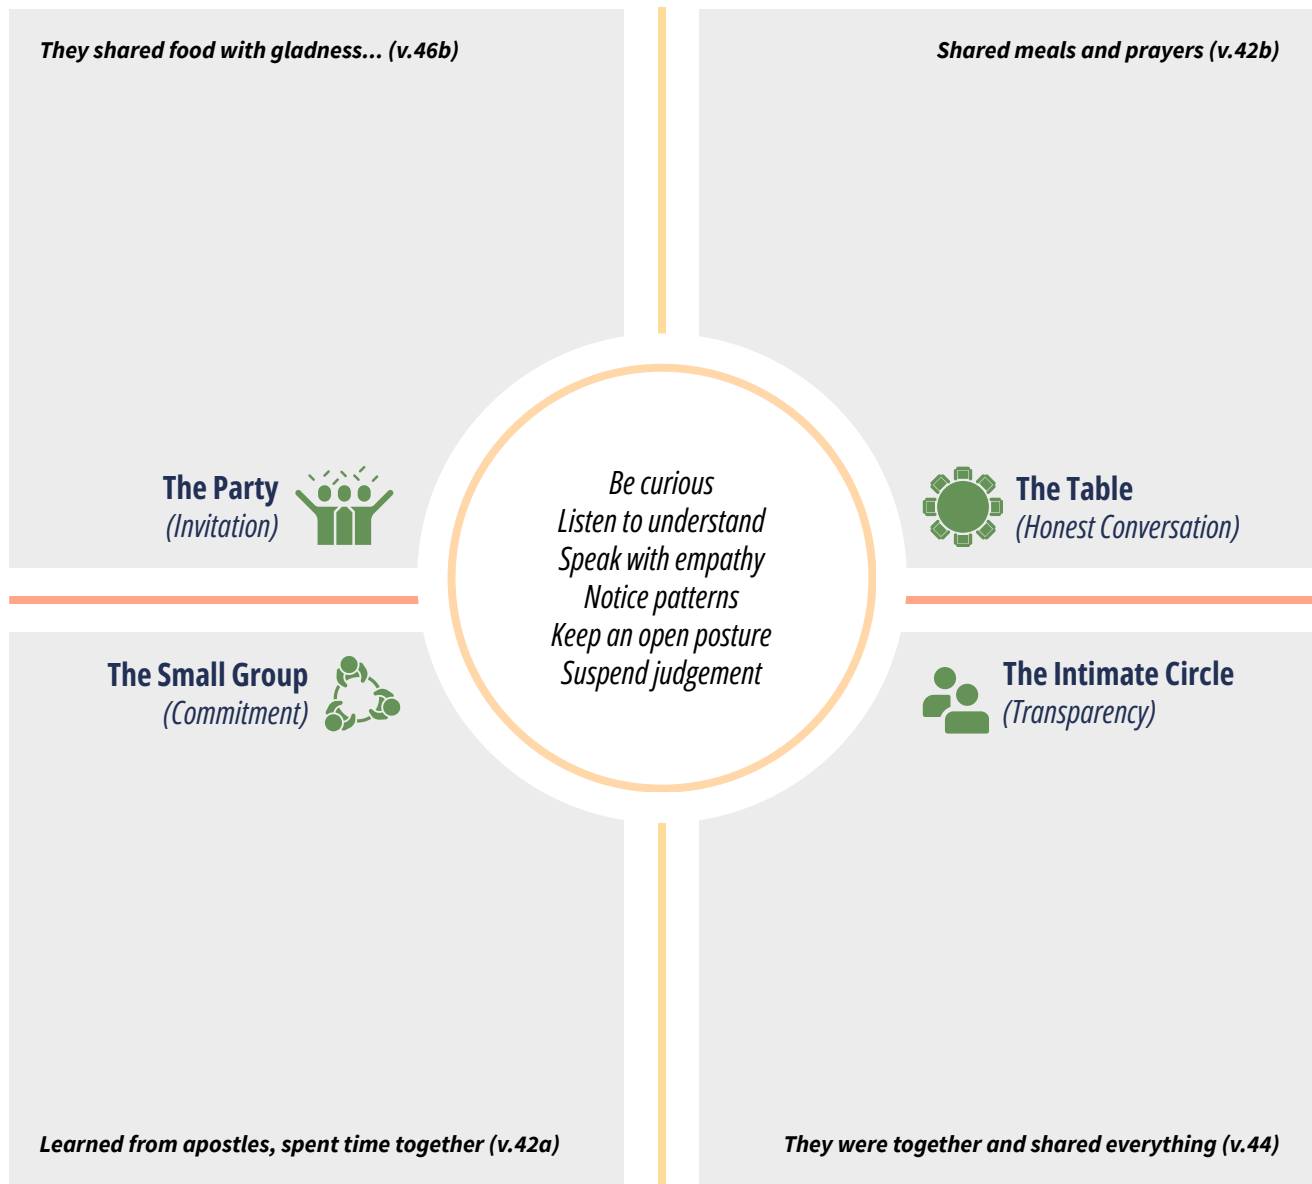 They shared food with gladness... (v.46b)
Shared meals and prayers (v.42b)
The Party
(Invitation)
The Table
(Honest Conversation)
Be curious
Listen to understand
Speak with empathy
Notice patterns
Keep an open posture
Suspend judgement
The Small Group
(Commitment)
The Intimate Circle
(Transparency)
Learned from apostles, spent time together (v.42a)
They were together and shared everything (v.44)